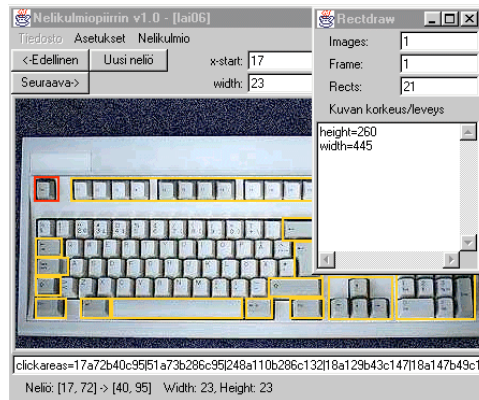 Nelikulmiopiirrin v1.0 - [lai06]
Tiedosto Asetukset Nelikulmio
<-Edellinen Uusi neliö x-start: 17
Seuraava-> width: 23
Rectdraw
Images: 1
Frame: 1
Rects: 21
Kuvan korkeus/leveys
height=260
width=445
clickareas=17a72b40c95|51a73b286c95|248a110b286c132|18a129b43c147|18a147b49c1
Neliö: [17, 72] -> [40, 95] Width: 23, Height: 23